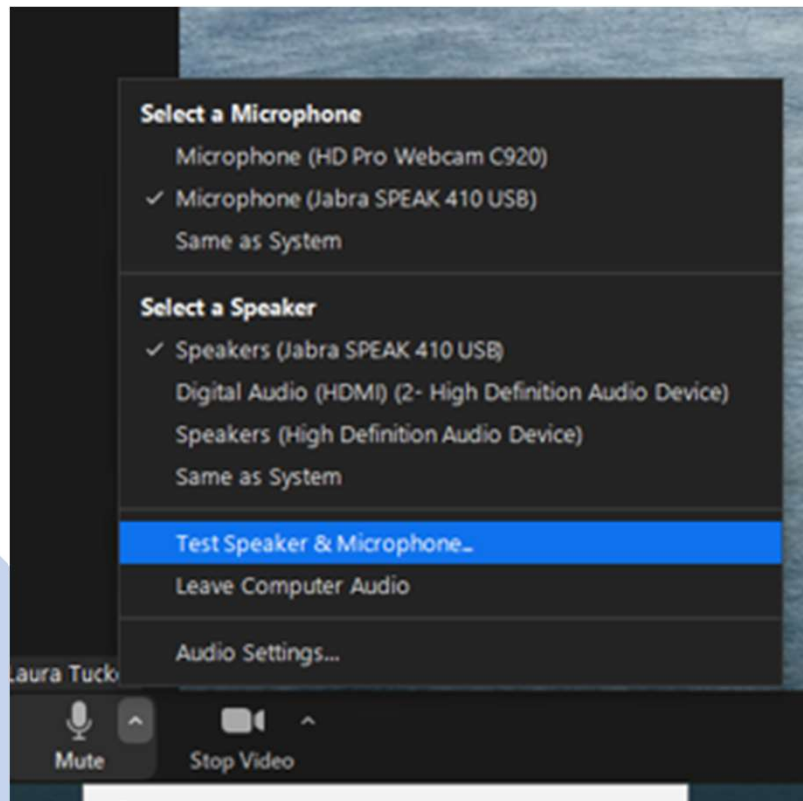 Select a Microphone
Microphone (HD Pro Webcam C920)
✓ Microphone (Jabra SPEAK 410 USB)
Same as System
Select a Speaker
✓ Speakers (Jabra SPEAK 410 USB)
Digital Audio (HDMI) (2- High Definition Audio Device)
Speakers (High Definition Audio Device)
Same as System
Test Speaker & Microphone...
Leave Computer Audio
Audio Settings...
Laura Tuck
Mute Stop Video